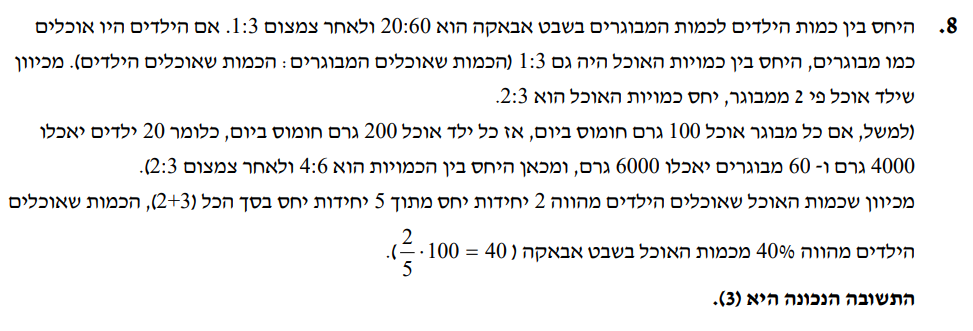 8. היחס בין כמות הילדים לכמות המבוגרים בשבט אבאקה הוא 20:60 ולאחר צמצום 1:3. אם הילדים היו אוכלים
כמו מבוגרים, היחס בין כמויות האוכל היה גם 1:3 (הכמות שאוכלים המבוגרים : הכמות שאוכלים הילדים). מכיוון
שילד אוכל פי 2 ממבוגר, יחס כמויות האוכל הוא 2:3.
(למשל, אם כל מבוגר אוכל 100 גרם חומוס ביום, אז כל ילד אוכל 200 גרם חומוס ביום, כלומר 20 ילדים יאכלו
4000 גרם ו- 60 מבוגרים יאכלו 6000 גרם, ומכאן היחס בין הכמויות הוא 4:6 ולאחר צמצום 2:3).
מכיוון שכמות האוכל שאוכלים הילדים מהווה 2 יחידות יחס מתוך 5 יחידות יחס בסך הכל (2+3), הכמות שאוכלים
הילדים מהווה 40% מכמות האוכל בשבט אבאקה ( 40 = 100 · 2/5 ).
התשובה הנכונה היא (3).